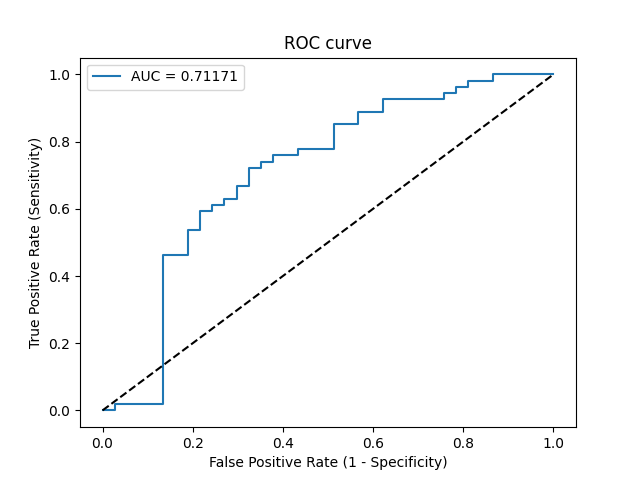 ROC curve
AUC = 0.71171
1.0
0.8
0.6
0.4
0.2
0.0
True Positive Rate (Sensitivity)
0.0 0.2 0.4 0.6 0.8 1.0
False Positive Rate (1 - Specificity)